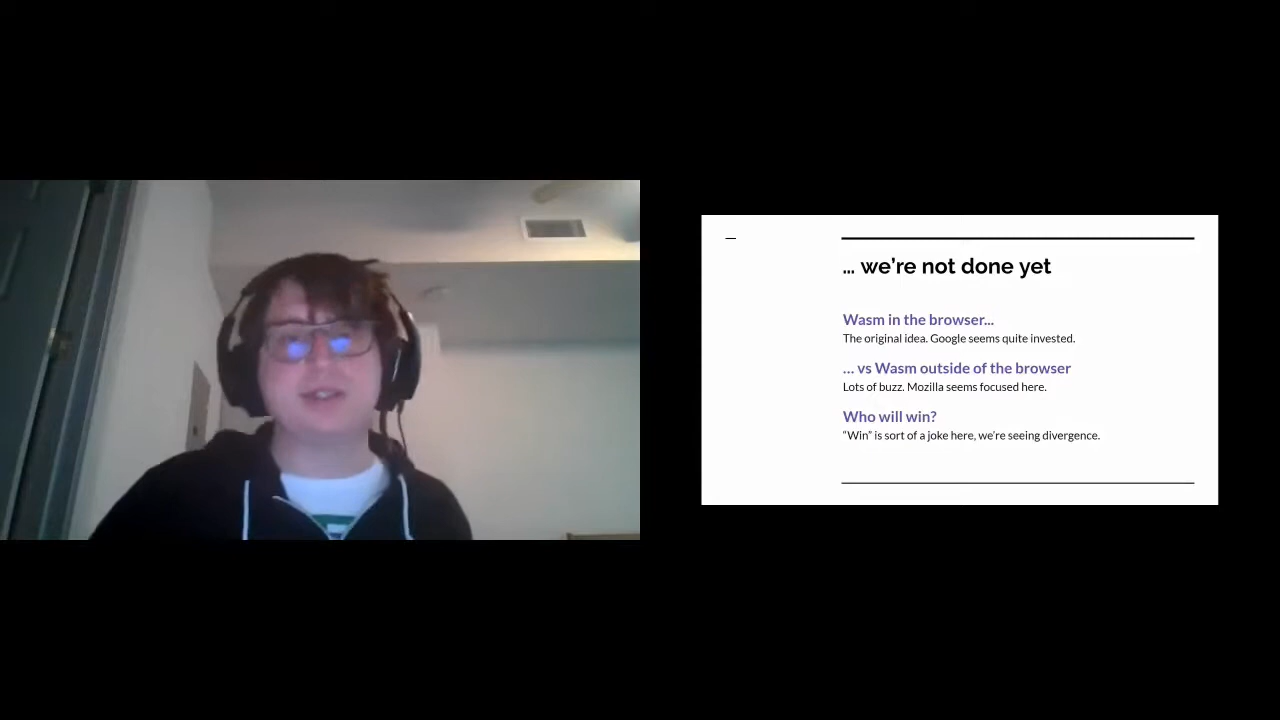 ... we're not done yet
Wasm in the browser...
The original idea. Google seems quite invested.
... vs Wasm outside of the browser
Lots of buzz. Mozilla seems focused here.
Who will win?
“Win” is sort of a joke here, we're seeing divergence.